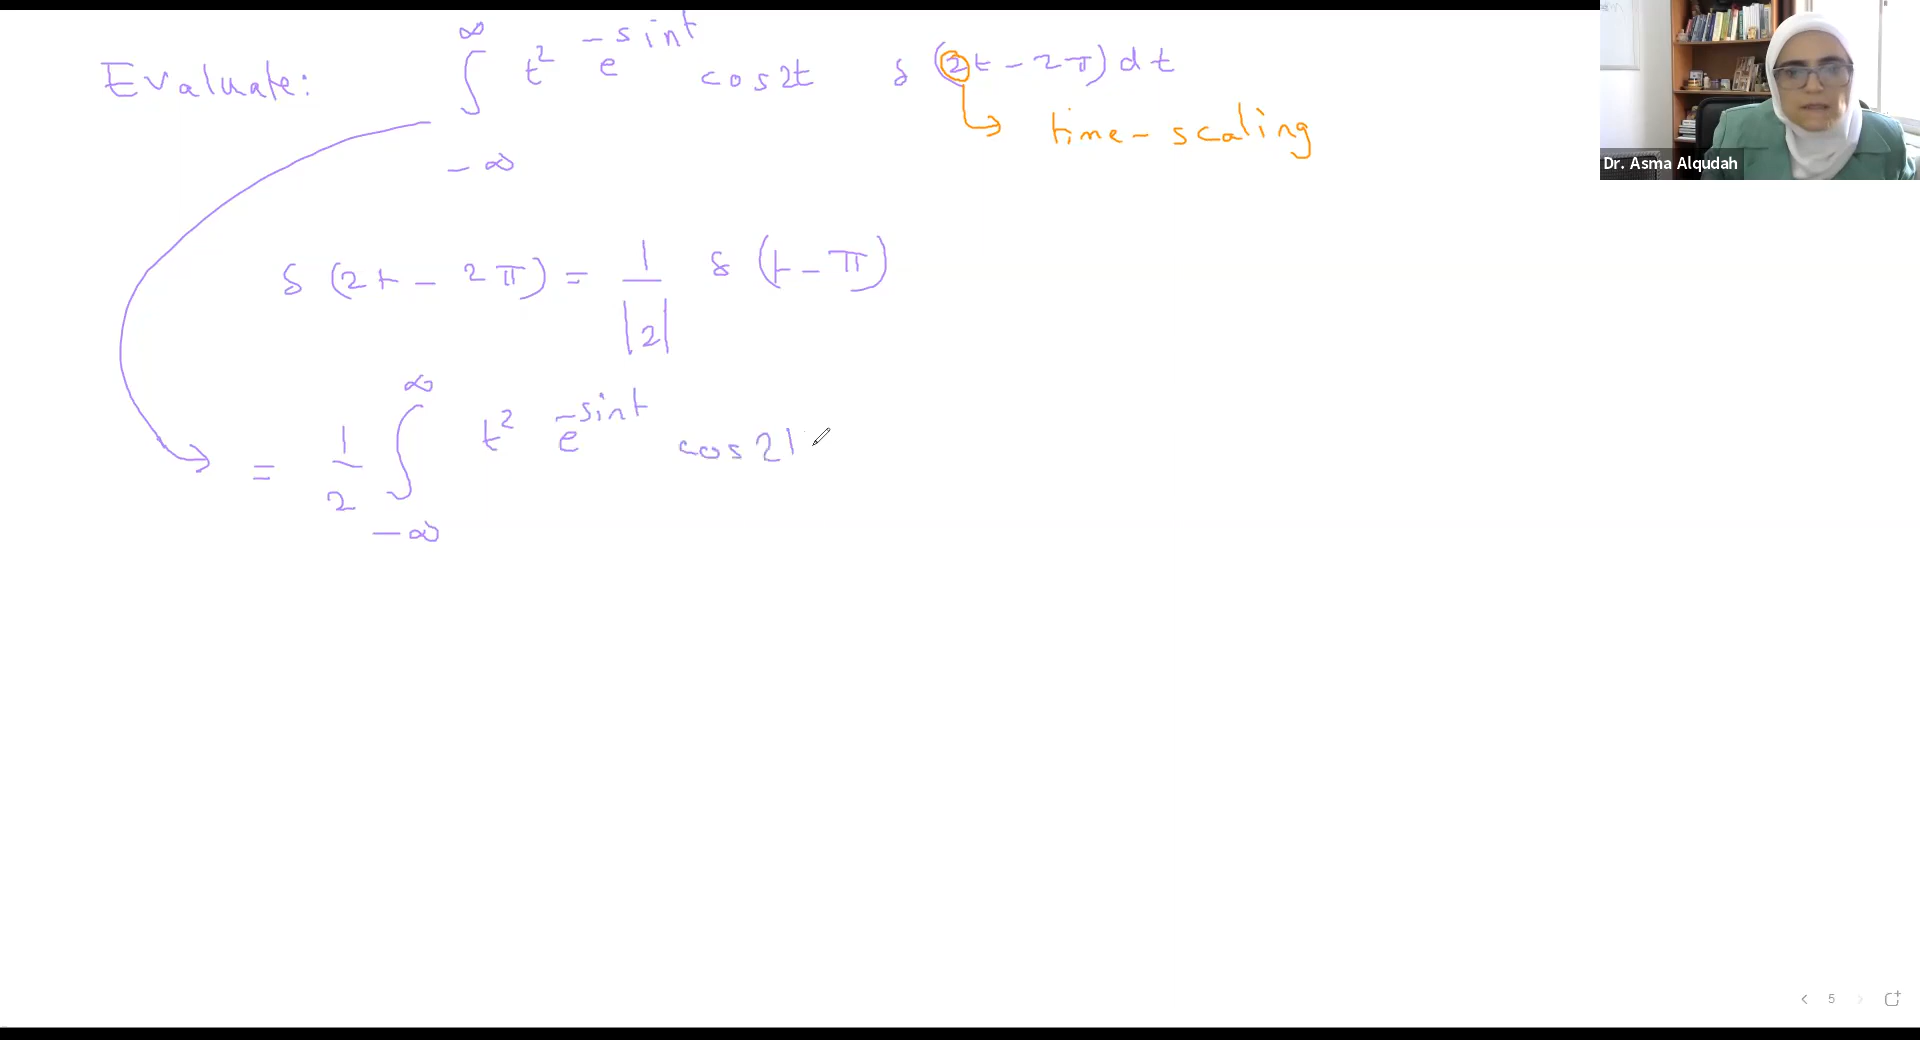 Evaluate: ∫_{-∞}^{∞} t² e^{-sint} cos2t δ(2t - 2π)dt
time-scaling
Dr. Asma Alqudah
δ(2t - 2π) = 1/|2| δ(t - π)
= 1/2 ∫_{-∞}^{∞} t² e^{-sint} cos2
5